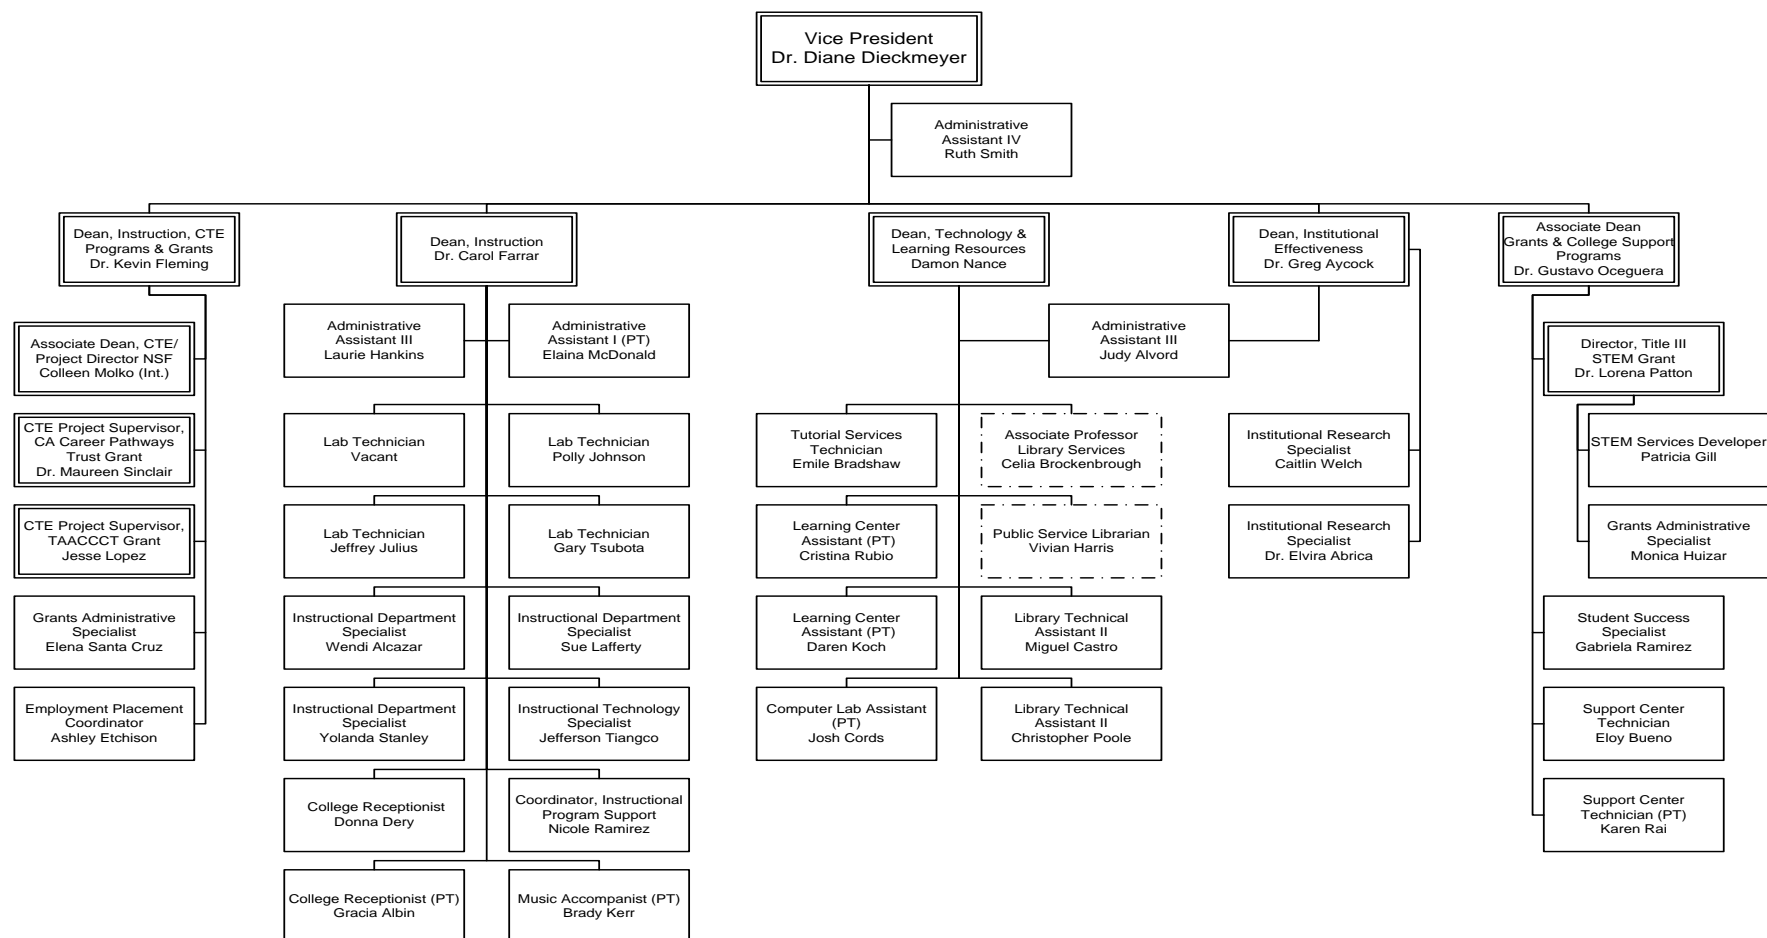 Vice President
Dr. Diane Dieckmeyer
Administrative
Assistant IV
Ruth Smith
Dean, Instruction, CTE
Programs & Grants
Dr. Kevin Fleming
Dean, Instruction
Dr. Carol Farrar
Dean, Technology &
Learning Resources
Damon Nance
Dean, Institutional
Effectiveness
Dr. Greg Aycock
Associate Dean
Grants & College Support
Programs
Dr. Gustavo Oceguera
Associate Dean, CTE/
Project Director NSF
Colleen Molko (Int.)
CTE Project Supervisor,
CA Career Pathways
Trust Grant
Dr. Maureen Sinclair
CTE Project Supervisor,
TAACCCT Grant
Jesse Lopez
Grants Administrative
Specialist
Elena Santa Cruz
Employment Placement
Coordinator
Ashley Etchison
Administrative
Assistant III
Laurie Hankins
Administrative
Assistant I (PT)
Elaina McDonald
Lab Technician
Vacant
Lab Technician
Polly Johnson
Lab Technician
Jeffrey Julius
Lab Technician
Gary Tsubota
Instructional Department
Specialist
Wendi Alcazar
Instructional Department
Specialist
Sue Lafferty
Instructional Department
Specialist
Yolanda Stanley
Instructional Technology
Specialist
Jefferson Tiangco
College Receptionist
Donna Dery
Coordinator, Instructional
Program Support
Nicole Ramirez
College Receptionist (PT)
Gracia Albin
Music Accompanist (PT)
Brady Kerr
Administrative
Assistant III
Judy Alvord
Tutorial Services
Technician
Emile Bradshaw
Associate Professor
Library Services
Celia Brockenbrough
Learning Center
Assistant (PT)
Cristina Rubio
Public Service Librarian
Vivian Harris
Learning Center
Assistant (PT)
Daren Koch
Library Technical
Assistant II
Miguel Castro
Computer Lab Assistant
(PT)
Josh Cords
Library Technical
Assistant II
Christopher Poole
Institutional Research
Specialist
Caitlin Welch
Institutional Research
Specialist
Dr. Elvira Abrica
Director, Title III
STEM Grant
Dr. Lorena Patton
STEM Services Developer
Patricia Gill
Grants Administrative
Specialist
Monica Huizar
Student Success
Specialist
Gabriela Ramirez
Support Center
Technician
Eloy Bueno
Support Center
Technician (PT)
Karen Rai